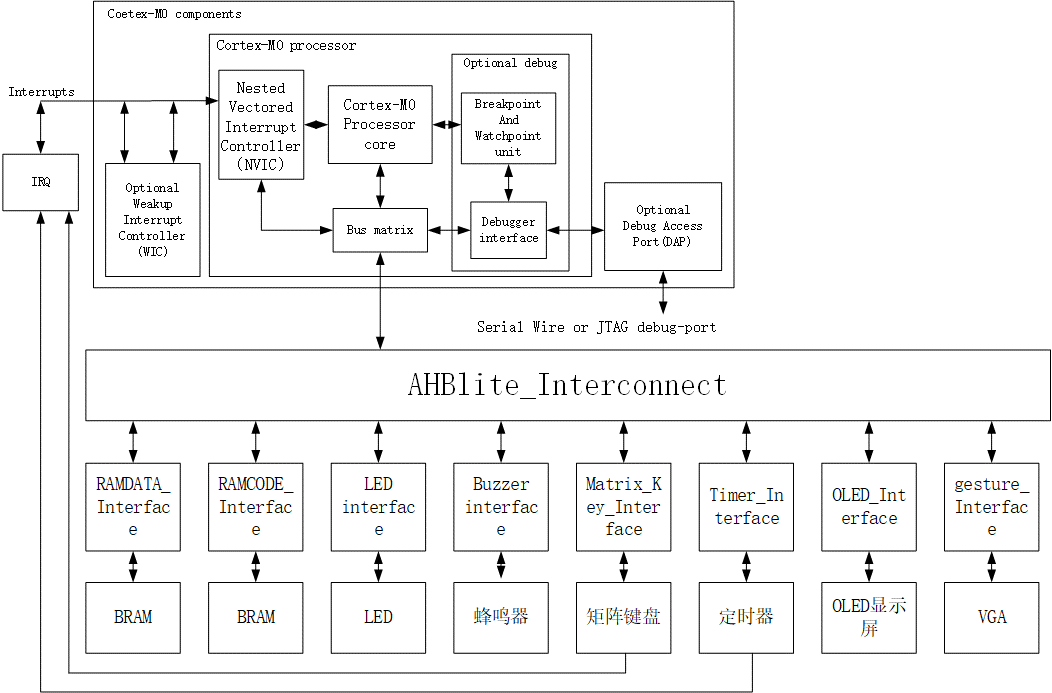 Coetex-MO components
Cortex-MO processor
Optional debug
Interrupts
Nested
Vectored
Interrupt
Controller
(NVIC)
Cortex-MO
Processor
core
Breakpoint
And
Watchpoint
unit
IRQ
Optional
Weakup
Interrupt
Controller
(WIC)
Bus matrix
Debugger
interface
Optional
Debug Access
Port(DAP)
Serial Wire or JTAG debug-port
AHBlite_Interconnect
RAMDATA_
Interfac
e
RAMCODE_
Interfac
e
LED
interfac
e
Buzzer
interfac
e
Matrix_K
ey_Inter
face
Timer_In
terface
OLED_Int
erface
gesture_
Interfac
e
BRAM
BRAM
LED
蜂鸣器
矩阵键盘
定时器
OLED显示
屏
VGA